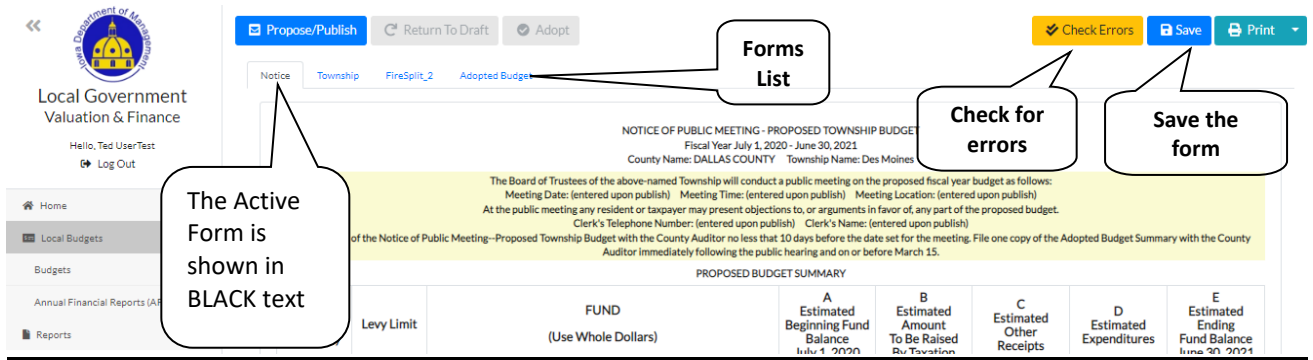 Iowa Department of Management
Propose/Publish
Return To Draft
Adopt
Check Errors
Save
Print
Forms
List
Notice
Township
FireSplit_2
Adopted Budget
Local Government
Valuation & Finance
Hello, Ted UserTest
Log Out
Check for
errors
Save the
form
NOTICE OF PUBLIC MEETING - PROPOSED TOWNSHIP BUDGET
Fiscal Year July 1, 2020 - June 30, 2021
County Name: DALLAS COUNTY Township Name: Des Moines
The Active
Form is
shown in
BLACK text
The Board of Trustees of the above-named Township will conduct a public meeting on the proposed fiscal year budget as follows:
Meeting Date: (entered upon publish) Meeting Time: (entered upon publish) Meeting Location: (entered upon publish)
At the public meeting any resident or taxpayer may present objections to, or arguments in favor of, any part of the proposed budget.
Clerk's Telephone Number: (entered upon publish) Clerk's Name: (entered upon publish)
of the Notice of Public Meeting--Proposed Township Budget with the County Auditor no less that 10 days before the date set for the meeting. File one copy of the Adopted Budget Summary with the County
Auditor immediately following the public hearing and on or before March 15.
Home
Local Budgets
Budgets
Annual Financial Reports
Reports
PROPOSED BUDGET SUMMARY
Levy Limit
FUND
(Use Whole Dollars)
A
Estimated
Beginning Fund
Balance
July 1, 2020
B
Estimated
Amount
To Be Raised
By Taxation
C
Estimated
Other
Receipts
D
Estimated
Expenditures
E
Estimated
Ending
Fund Balance
June 30, 2021